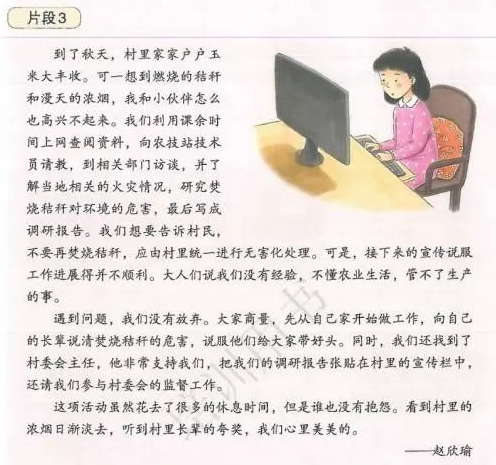 片段3
到了秋天，村里家家户户玉
米大丰收。可一想到燃烧的秸秆
和漫天的浓烟，我和小伙伴怎么
也高兴不起来。我们利用课余时
间上网查阅资料，向农技站技术
员请教，到相关部门访谈，并了
解当地相关的火灾情况，研究焚
烧秸秆对环境的危害，最后写成
调研报告。我们想要告诉村民，
不要再焚烧秸秆，应由村里统一进行无害化处理。可是，接下来的宣传说服
工作进展得并不顺利。大人们说我们没有经验，不懂农业生活，管不了生产
的事。
遇到问题，我们没有放弃。大家商量，先从自己家开始做工作，向自己
的长辈说清焚烧秸秆的危害，说服他们给大家带好头。同时，我们还找到了
村委会主任，他非常支持我们，把我们的调研报告张贴在村里的宣传栏中，
还请我们参与村委会的监督工作。
这项活动虽然花去了很多的休息时间，但是谁也没有抱怨。看到村里的
浓烟日渐淡去，听到村里长辈的夸奖，我们心里美美的。
——赵欣瑜